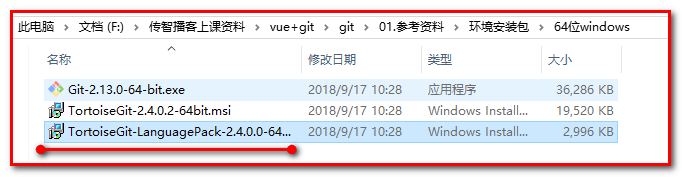 此电脑 > 文档 (F:) > 传智播客上课资料 > vue+git > git > 01.参考资料 > 环境安装包 > 64位windows
名称 修改日期 类型 大小
Git-2.13.0-64-bit.exe 2018/9/17 10:28 应用程序 36,286 KB
TortoiseGit-2.4.0.2-64bit.msi 2018/9/17 10:28 Windows Install... 19,520 KB
TortoiseGit-LanguagePack-2.4.0.0-64... 2018/9/17 10:28 Windows Install... 2,996 KB